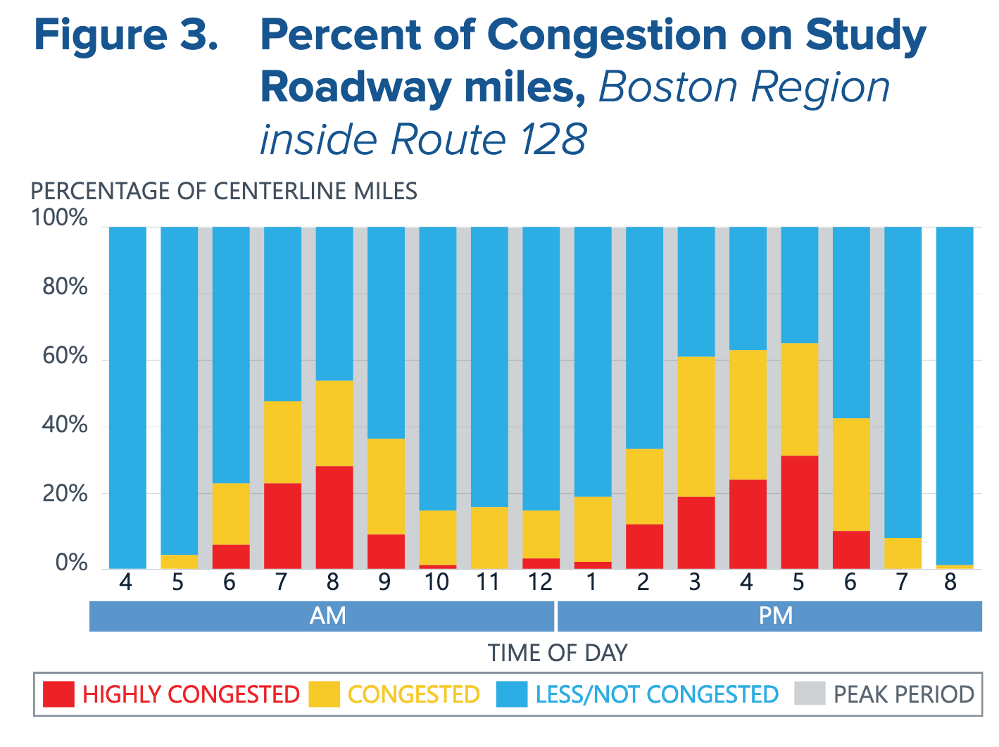 Figure 3. Percent of Congestion on Study
Roadway miles, Boston Region
inside Route 128
PERCENTAGE OF CENTERLINE MILES
100%
80%
60%
40%
20%
0%
4 5 6 7 8 9 10 11 12 1 2 3 4 5 6 7 8
AM PM
TIME OF DAY
HIGHLY CONGESTED CONGESTED LESS/NOT CONGESTED PEAK PERIOD